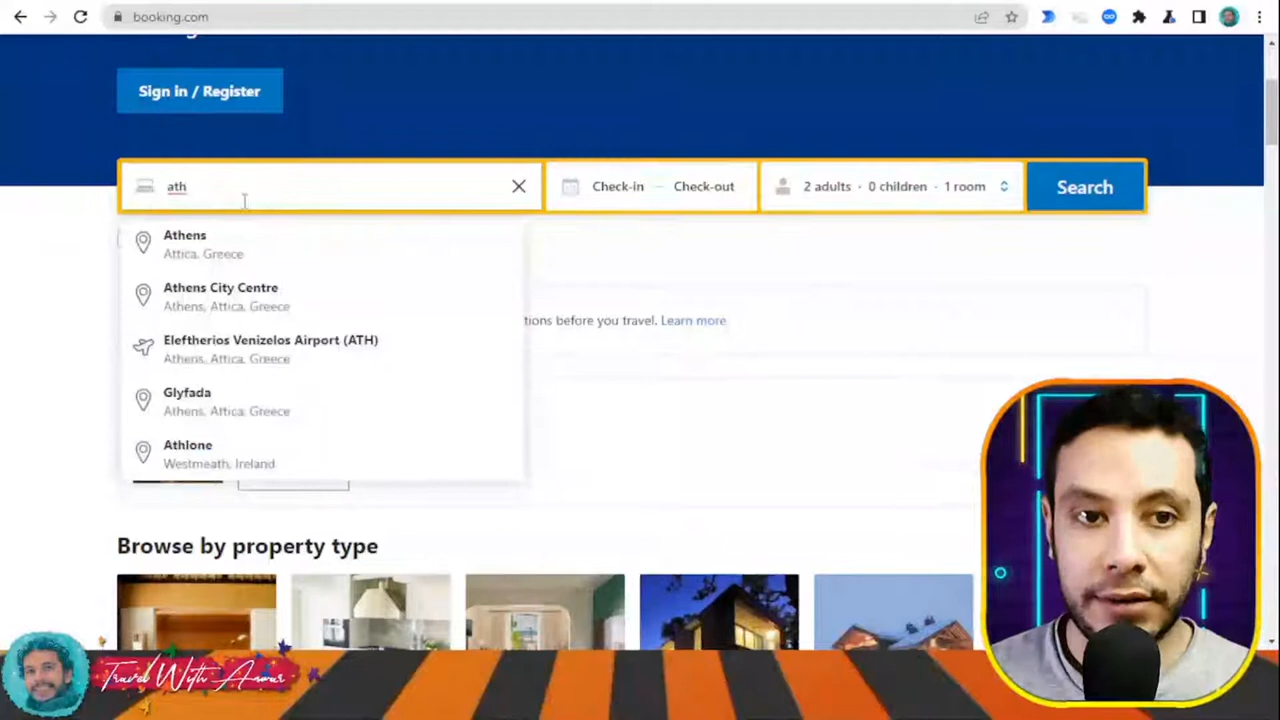 booking.com
Sign in / Register
ath
Check-in — Check-out
2 adults · 0 children · 1 room
Search
Athens
Attica, Greece
Athens City Centre
Athens, Attica, Greece
tions before you travel. Learn more
Eleftherios Venizelos Airport (ATH)
Athens, Attica, Greece
Glyfada
Athens, Attica, Greece
Athlone
Westmeath, Ireland
Browse by property type
Travel With Anour